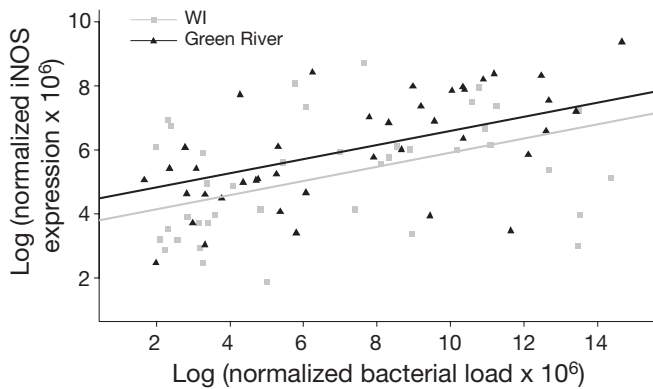 WI
Green River
Log (normalized iNOS
expression x 10⁶)
10
8
6
4
2
2
4
6
8
10
12
14
Log (normalized bacterial load x 10⁶)